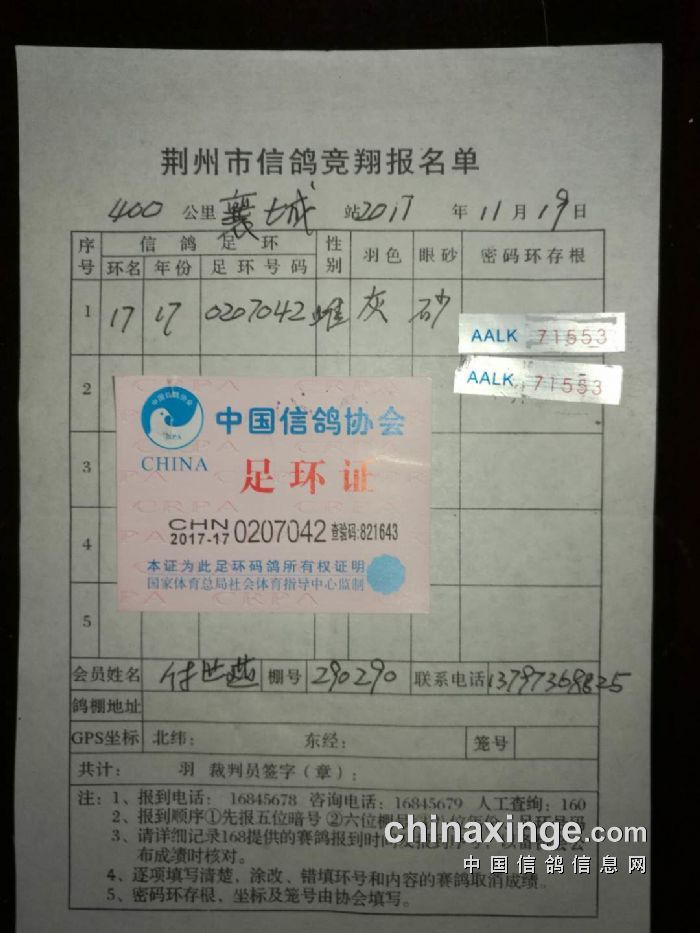 荆州市信鸽竞翔报名单
400 公里 襄城 站 2017 年 11 月 19 日
序号 信鸽足环 性别 羽色 眼砂 密码环存根
环名 年份 足环号码
1 17 17 0207042 雌 灰 砂
AALK 71553
2
AALK 71553
中国信鸽协会
CRPA
CHINA
足环证
3
CHN
2017-17 0207042 查验码:821643
4
本证为此足环码鸽所有权证明
国家体育总局社会体育指导中心监制
5
会员姓名 付兰燕 棚号 290290 联系电话
鸽棚地址
GPS坐标 北纬: 东经: 笼号
共计: 羽 裁判员签字(章):
注: 1、报到电话: 16845678 咨询电话: 16845679 人工查询: 160
2、报到顺序①先报五位暗号 ②六位棚号
3、请详细记录168提供的赛鸽报到时间
布成绩时核对。
4、逐项填写清楚, 涂改、错填环号和内容的赛鸽取消成绩。
5、密码环存根、坐标及笼号由协会填写。
chinaxinge.com
中国信鸽信息网